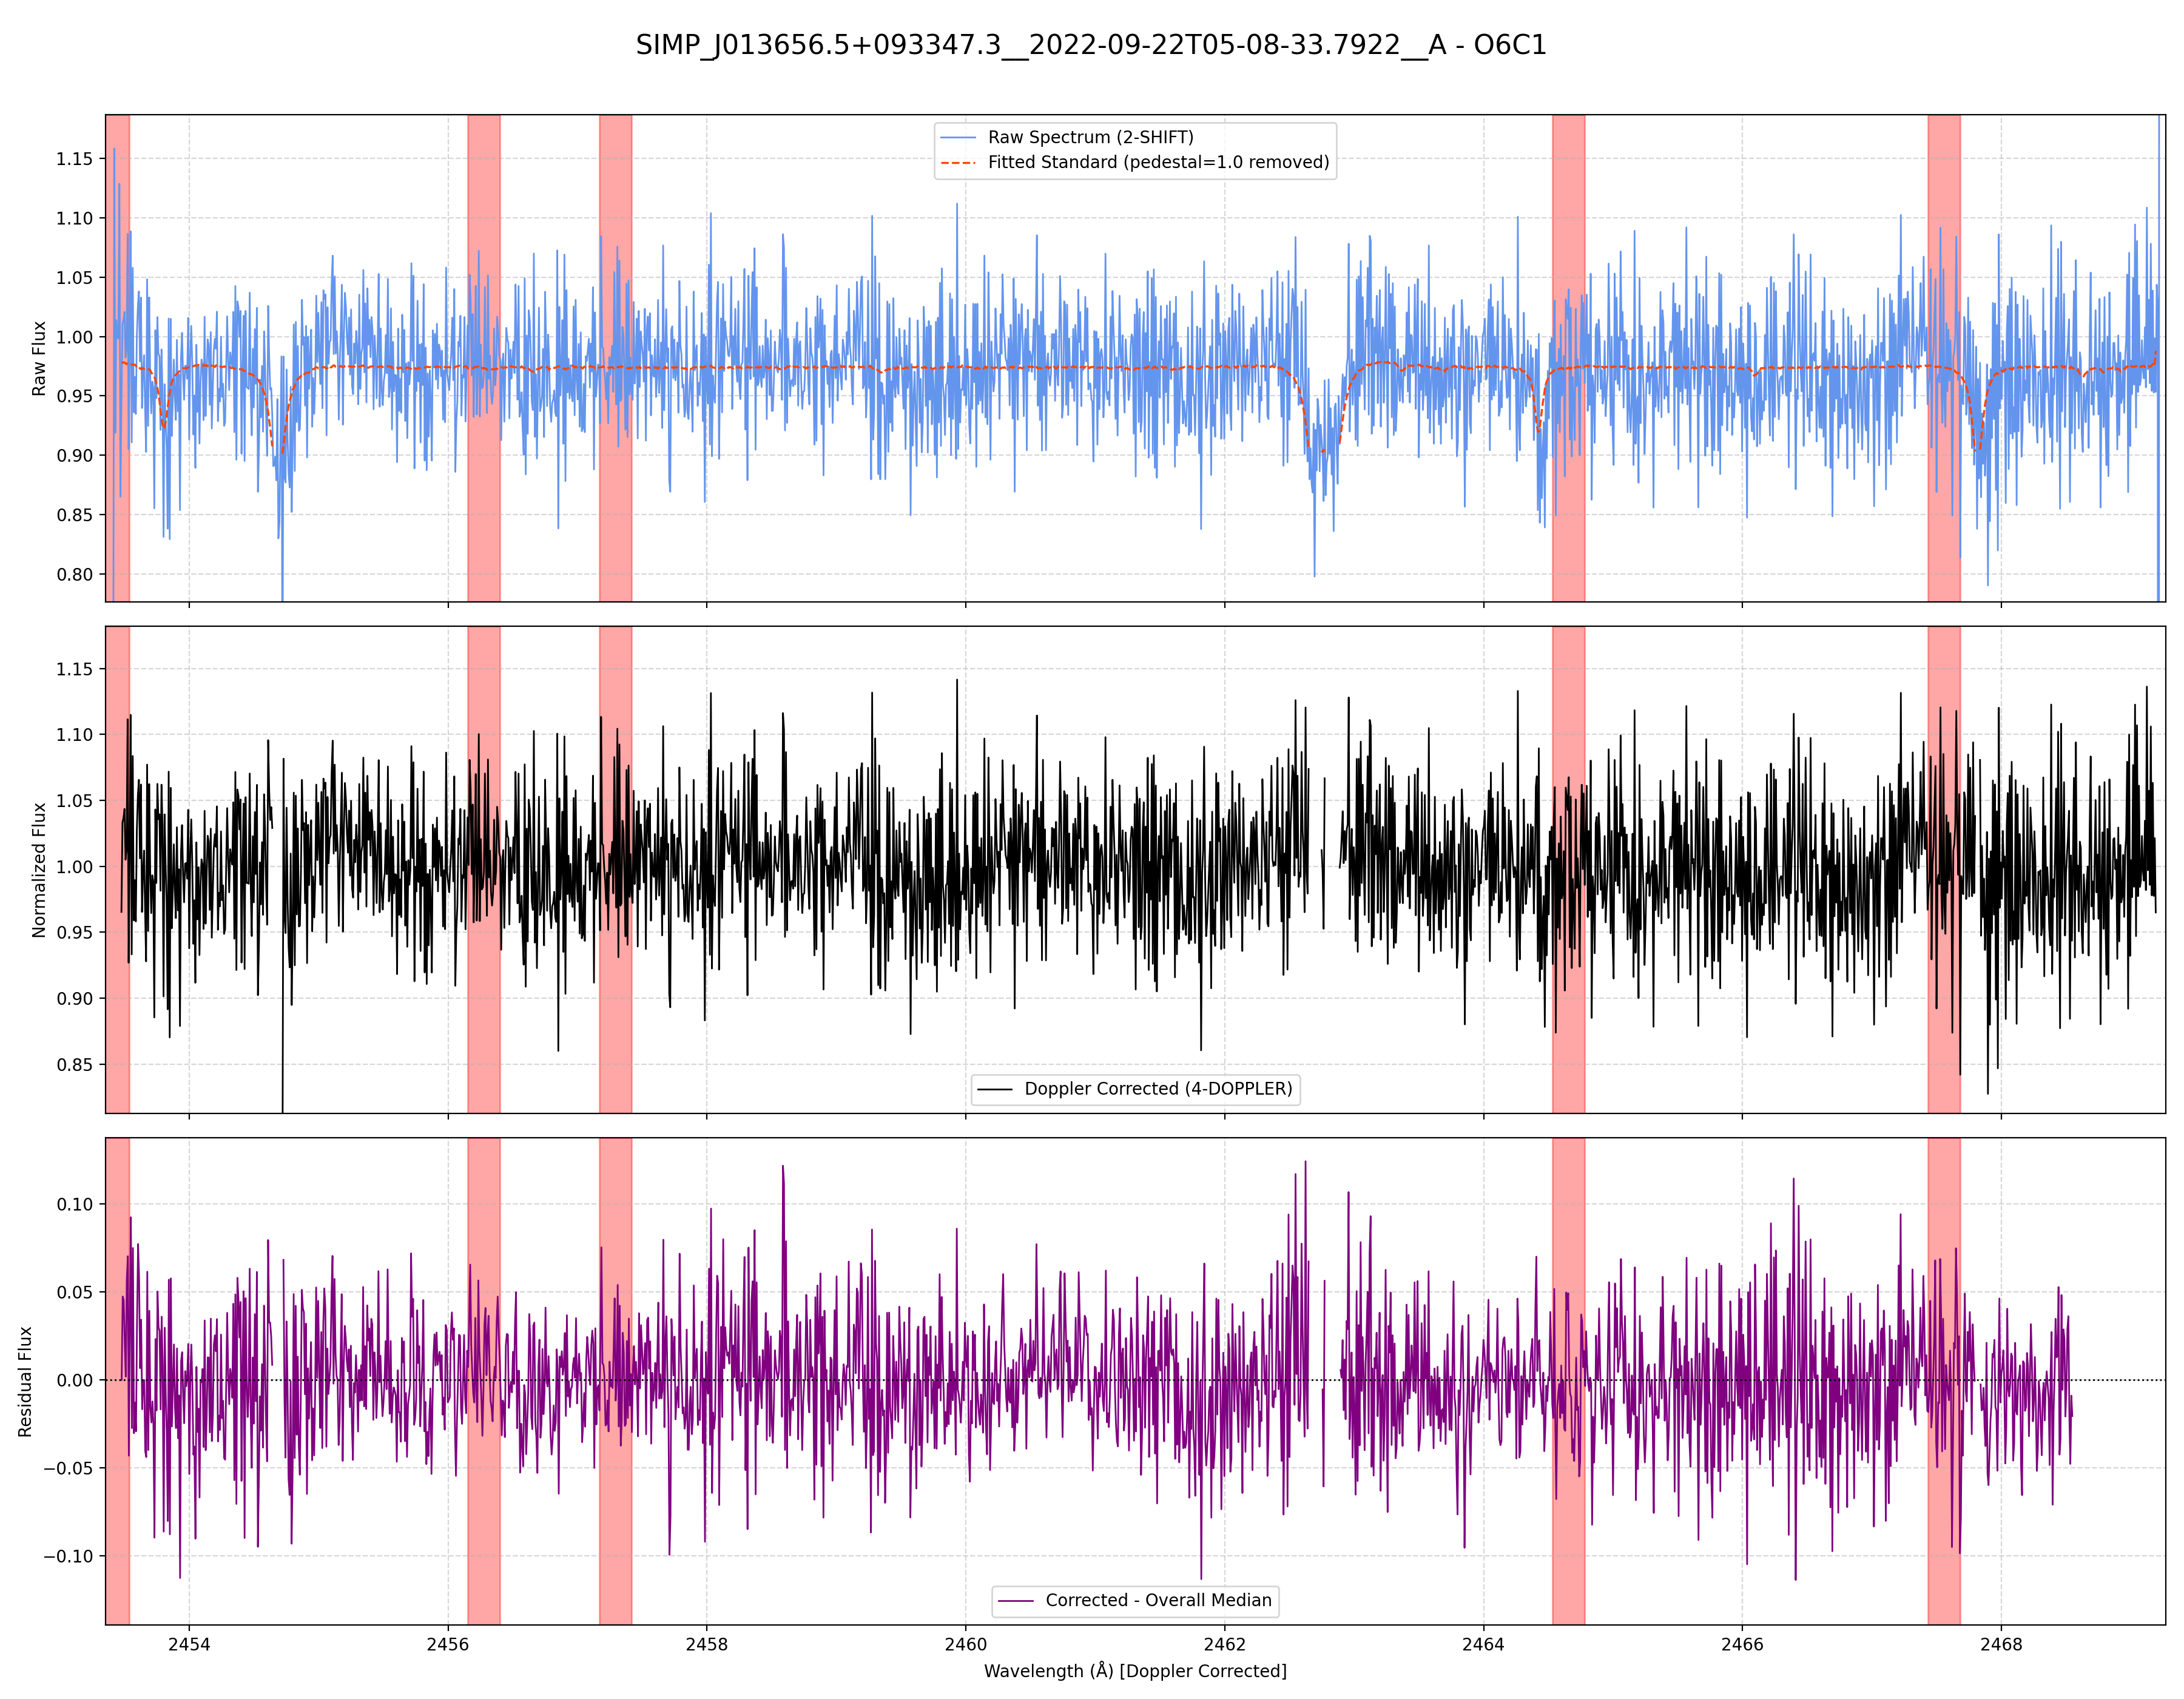 SIMP_J013656.5+093347.3__2022-09-22T05-08-33.7922__A - O6C1
Raw Spectrum (2-SHIFT)
Fitted Standard (pedestal=1.0 removed)
Raw Flux
1.15
1.10
1.05
1.00
0.95
0.90
0.85
0.80
Normalized Flux
1.15
1.10
1.05
1.00
0.95
0.90
0.85
Doppler Corrected (4-DOPPLER)
Residual Flux
0.10
0.05
0.00
−0.05
−0.10
Corrected - Overall Median
2454 2456 2458 2460 2462 2464 2466 2468
Wavelength (Å) [Doppler Corrected]